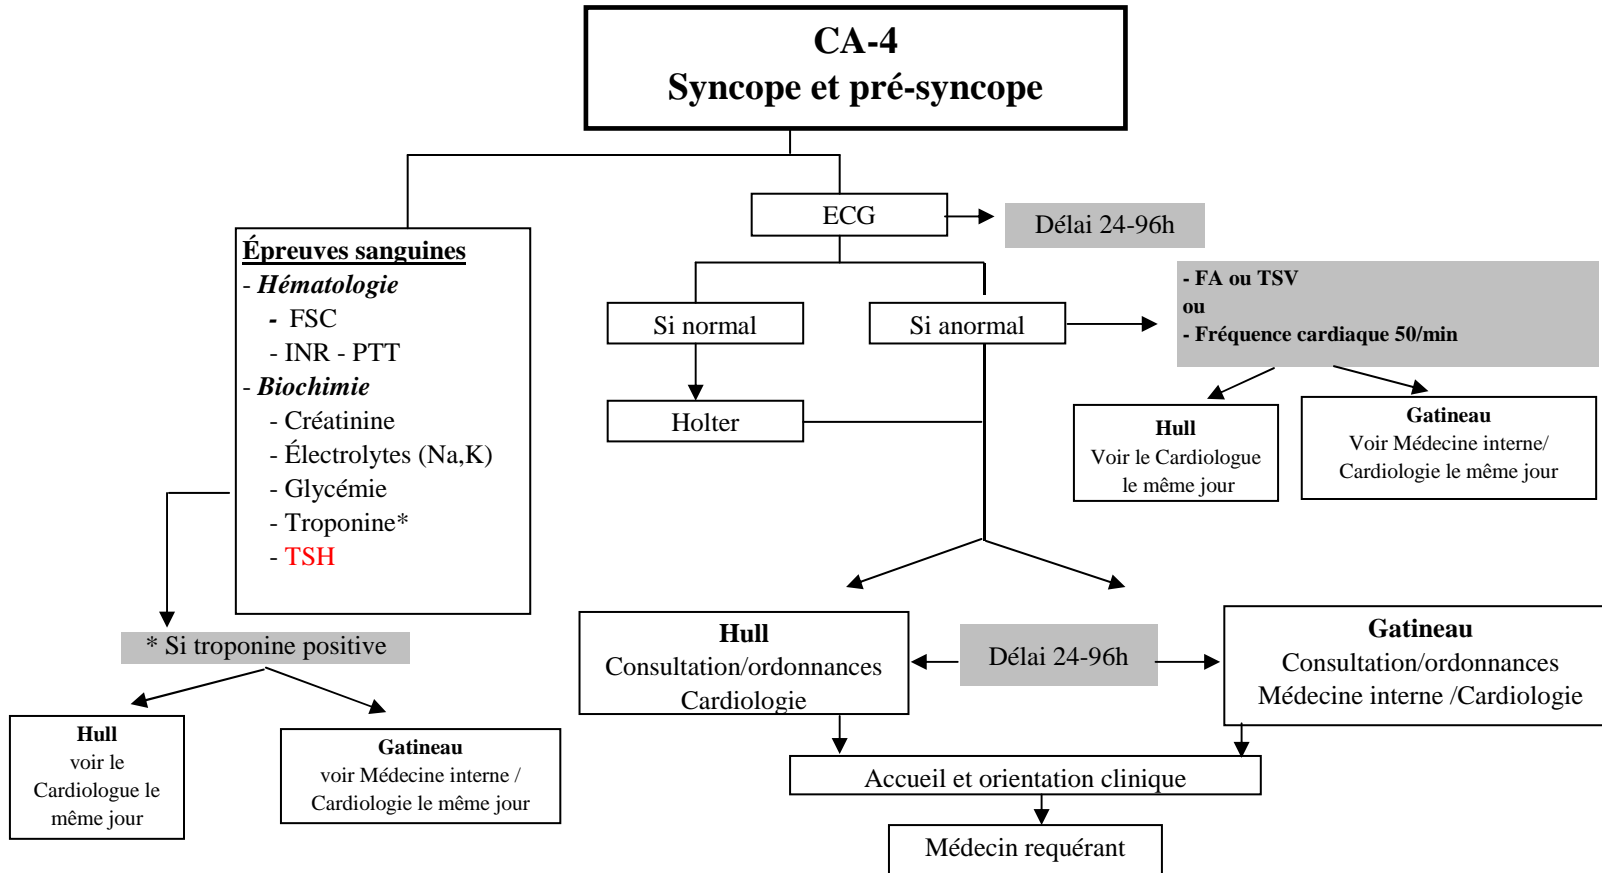 CA-4
Syncope et pré-syncope
ECG
Délai 24-96h
Épreuves sanguines
- Hématologie
- FSC
- INR - PTT
- Biochimie
- Créatinine
- Électrolytes (Na,K)
- Glycémie
- Troponine*
- TSH
Si normal
Si anormal
- FA ou TSV
ou
- Fréquence cardiaque 50/min
Holter
Hull
Voir le Cardiologue
le même jour
Gatineau
Voir Médecine interne/
Cardiologie le même jour
* Si troponine positive
Hull
voir le
Cardiologue le
même jour
Gatineau
voir Médecine interne /
Cardiologie le même jour
Hull
Consultation/ordonnances
Cardiologie
Délai 24-96h
Gatineau
Consultation/ordonnances
Médecine interne /Cardiologie
Accueil et orientation clinique
Médecin requérant